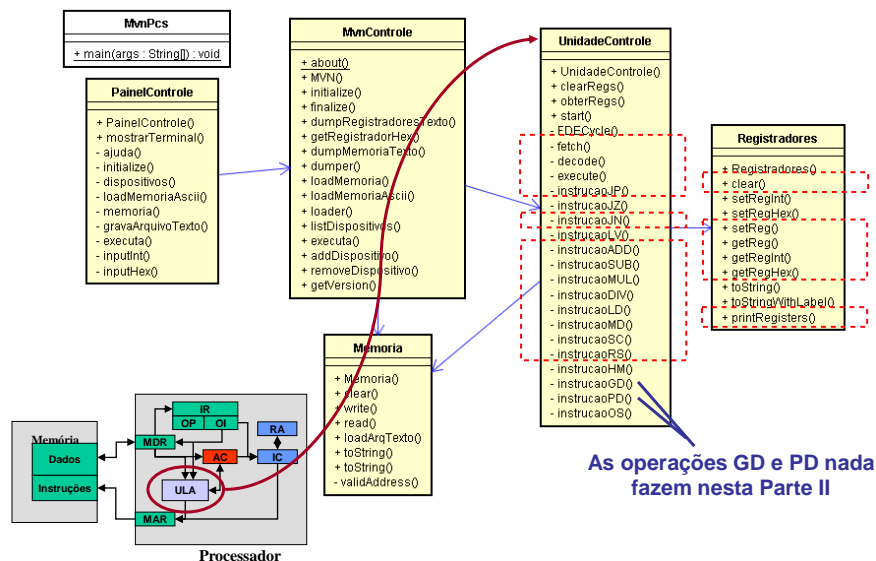 MvnPcs
+ main(args : String[]) : void
PainelControle
+ PainelControle()
+ mostrarTerminal()
- ajuda()
- initialize()
- dispositivos()
- loadMemoriaAscii()
- memoria()
- gravaArquivoTexto()
- executa()
- inputInt()
- inputHex()
MvnControle
+ about()
+ MVN()
+ initialize()
+ finalize()
+ dumpRegistradoresTexto()
+ getRegistradorHex()
+ dumpMemoriaTexto()
+ dumper()
+ loadMemoria()
+ loadMemoriaAscii()
+ loader()
+ listDispositivos()
+ executa()
+ addDispositivo()
+ removeDispositivo()
+ getVersion()
UnidadeControle
+ UnidadeControle()
+ clearRegs()
+ obterRegs()
+ start()
- FDECycle()
- fetch()
- decode()
- execute()
- instrucaoJP()
- instrucaoJZ()
- instrucaoJN()
- instrucaoLV()
- instrucaoADD()
- instrucaoSUB()
- instrucaoMUL()
- instrucaoDIV()
- instrucaoLD()
- instrucaoMD()
- instrucaoSC()
- instrucaoRS()
- instrucaoHM()
- instrucaoGD()
- instrucaoPD()
- instrucaoOS()
Registradores
+ Registradores()
+ clear()
+ setRegInt()
+ setRegHex()
+ setReg()
+ getReg()
+ getRegInt()
+ getRegHex()
+ toString()
+ toStringWithLabel()
+ printRegisters()
Memoria
+ Memoria()
+ clear()
+ write()
+ read()
+ loadArqTexto()
+ toString()
+ toString()
- validAddress()
Memória
Dados
Instruções
MDR
MAR
IR
OP OI
AC
ULA
RA
IC
Processador
As operações GD e PD nada
fazem nesta Parte II